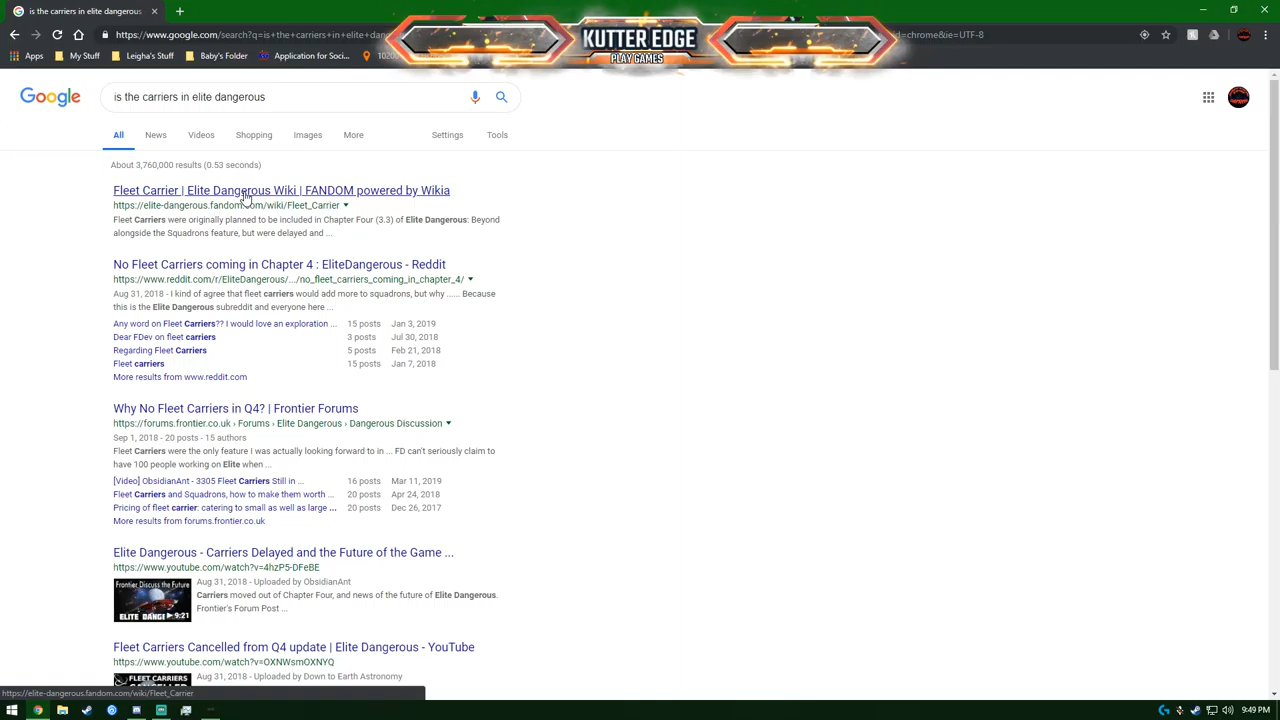 is the carriers in elite dangerous
https://www.google.com/search?q=is+the+carriers+in+elite+dan
d=chrome&ie=UTF-8
KUTTER EDGE
PLAY GAMES
Apps
My Stuff
Leigha's Stuff
Baby's Folder
Application for Soci...
1020
Google
is the carriers in elite dangerous
All
News
Videos
Shopping
Images
More
Settings
Tools
About 3,760,000 results (0.53 seconds)
Fleet Carrier | Elite Dangerous Wiki | FANDOM powered by Wikia
https://elite-dangerous.fandom.com/wiki/Fleet_Carrier
Fleet Carriers were originally planned to be included in Chapter Four (3.3) of Elite Dangerous: Beyond
alongside the Squadrons feature, but were delayed and ...
No Fleet Carriers coming in Chapter 4 : EliteDangerous - Reddit
https://www.reddit.com/r/EliteDangerous/.../no_fleet_carriers_coming_in_chapter_4/
Aug 31, 2018 - I kind of agree that fleet carriers would add more to squadrons, but why ...... Because
this is the Elite Dangerous subreddit and everyone here ...
Any word on Fleet Carriers?? I would love an exploration ... 15 posts Jan 3, 2019
Dear FDev on fleet carriers 3 posts Jul 30, 2018
Regarding Fleet Carriers 5 posts Feb 21, 2018
Fleet carriers 15 posts Jan 7, 2018
More results from www.reddit.com
Why No Fleet Carriers in Q4? | Frontier Forums
https://forums.frontier.co.uk › Forums › Elite Dangerous › Dangerous Discussion
Sep 1, 2018 - 20 posts - 15 authors
Fleet Carriers were the only feature I was actually looking forward to in ... FD can't seriously claim to
have 100 people working on Elite when ...
[Video] ObsidianAnt - 3305 Fleet Carriers Still in ... 16 posts Mar 11, 2019
Fleet Carriers and Squadrons, how to make them worth ... 20 posts Apr 24, 2018
Pricing of fleet carrier: catering to small as well as large ... 20 posts Dec 26, 2017
More results from forums.frontier.co.uk
Elite Dangerous - Carriers Delayed and the Future of the Game ...
https://www.youtube.com/watch?v=4hzP5-DFeBE
Frontier Discuss the Future
ELITE DANG
9:21
Aug 31, 2018 - Uploaded by ObsidianAnt
Carriers moved out of Chapter Four, and news of the future of Elite Dangerous.
Frontier's Forum Post ...
Fleet Carriers Cancelled from Q4 update | Elite Dangerous - YouTube
https://www.youtube.com/watch?v=OXNWsmOXNYQ
FLEET CARRIERS
Aug 31, 2018 - Uploaded by Down to Earth Astronomy
https://elite-dangerous.fandom.com/wiki/Fleet_Carrier
9:49 PM